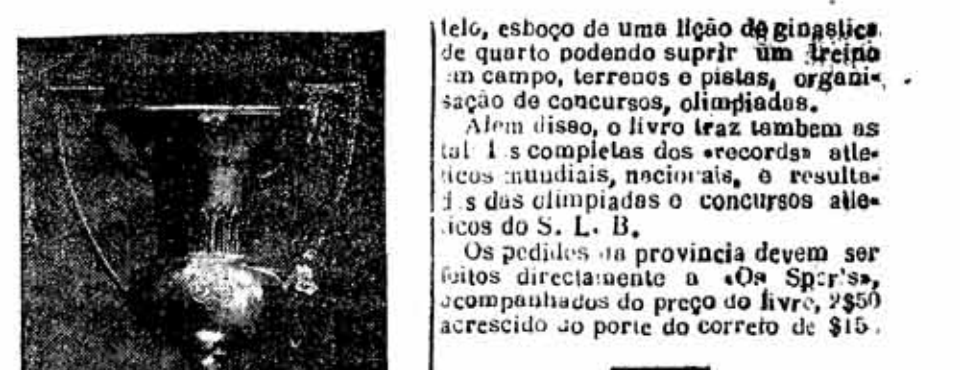 telo, esboço de uma lição de ginastica
de quarto podendo suprir um treino
em campo, terrenos e pistas, organi-
sação de concursos, olimpiadas.
Alem disso, o livro traz tambem as
completas dos «records» atle-
ticos mundiais, nacionais, e resulta-
dos das olimpiadas e concursos atle-
ticos do S. L. B.
Os pedidos da provincia devem ser
feitos directamente a «Os Sports»,
acompanhados do preço do livro, 2$50
acrescido do porte do correio de $15.